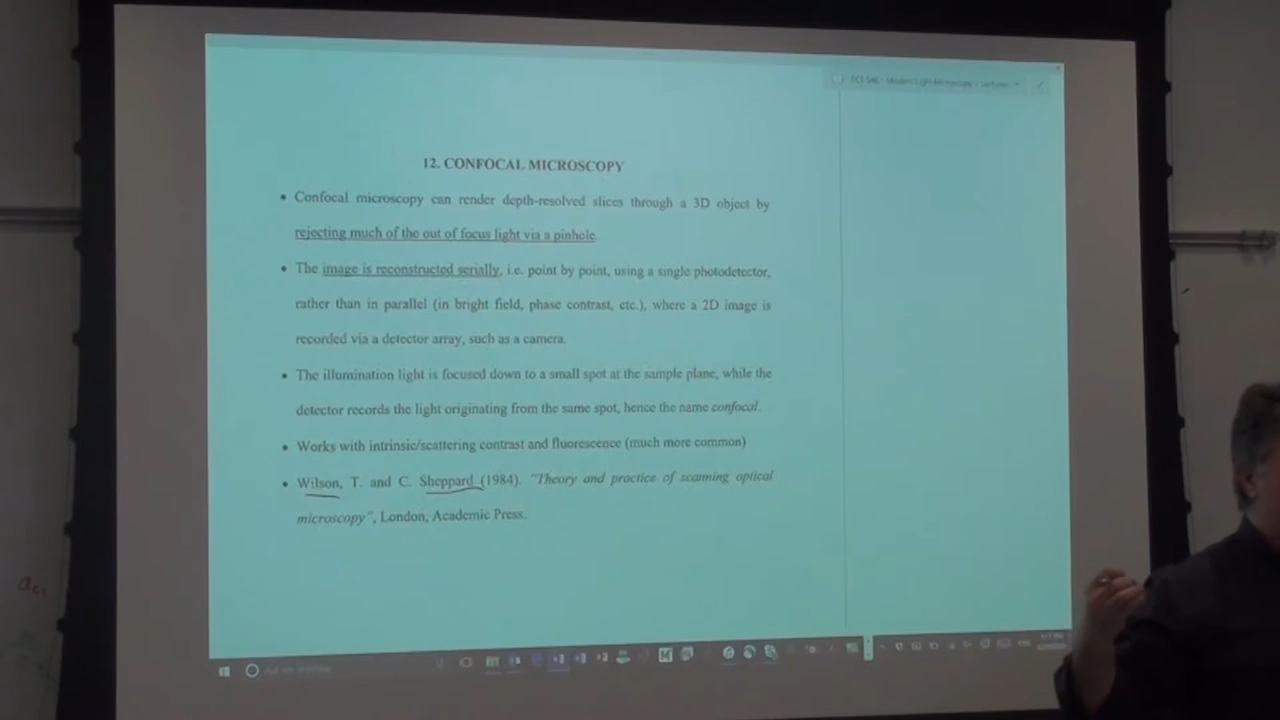 12. CONFOCAL MICROSCOPY
• Confocal microscopy can render depth-resolved slices through a 3D object by
rejecting much of the out of focus light via a pinhole.
• The image is reconstructed serially, i.e. point by point, using a single photodetector,
rather than in parallel (in bright field, phase contrast, etc.), where a 2D image is
recorded via a detector array, such as a camera.
• The illumination light is focused down to a small spot at the sample plane, while the
detector records the light originating from the same spot, hence the name confocal.
• Works with intrinsic/scattering contrast and fluorescence (much more common)
• Wilson, T. and C. Sheppard (1984). "Theory and practice of scanning optical
microscopy", London, Academic Press.